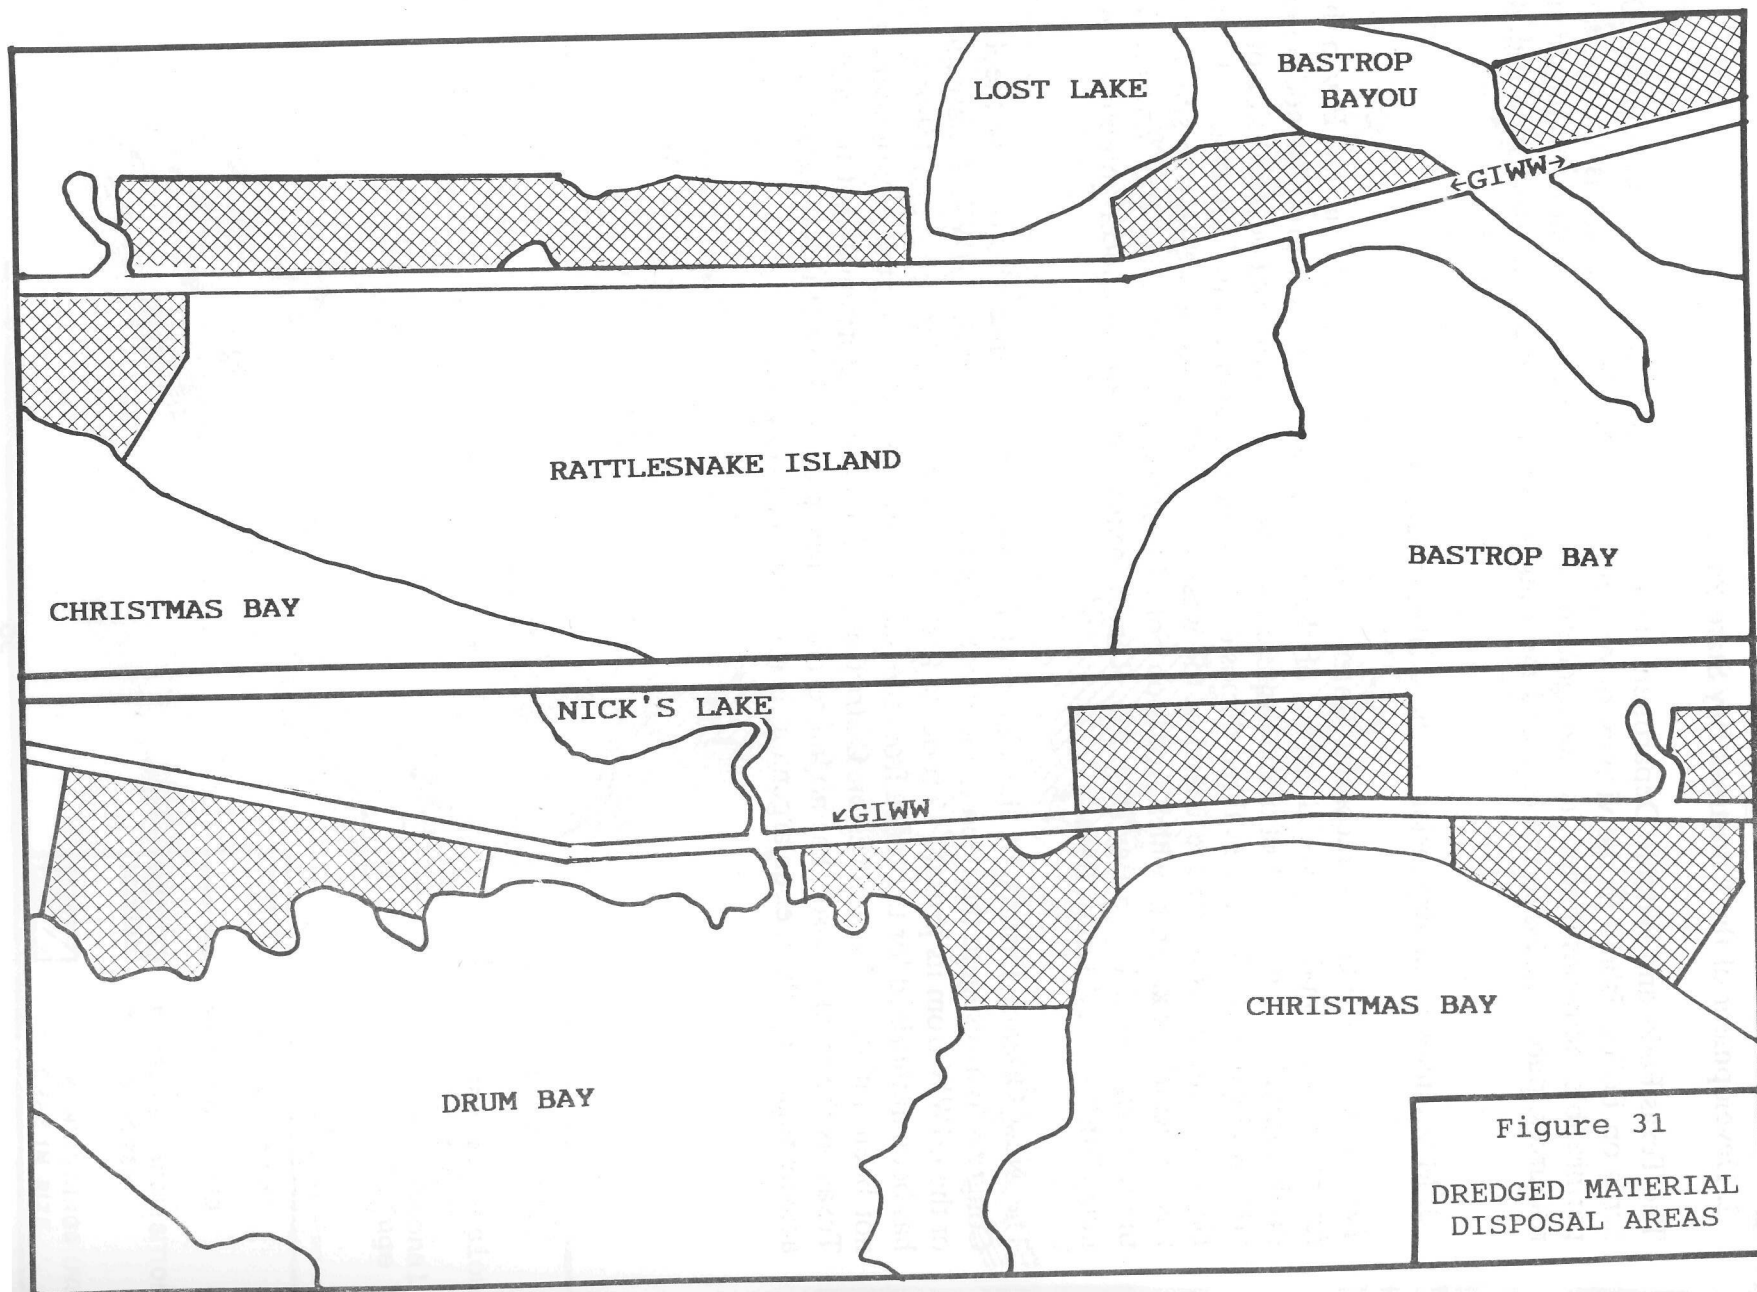 LOST LAKE
BASTROP
BAYOU
←GIWW→
RATTLESNAKE ISLAND
BASTROP BAY
CHRISTMAS BAY
NICK'S LAKE
↙GIWW
CHRISTMAS BAY
DRUM BAY
Figure 31
DREDGED MATERIAL
DISPOSAL AREAS